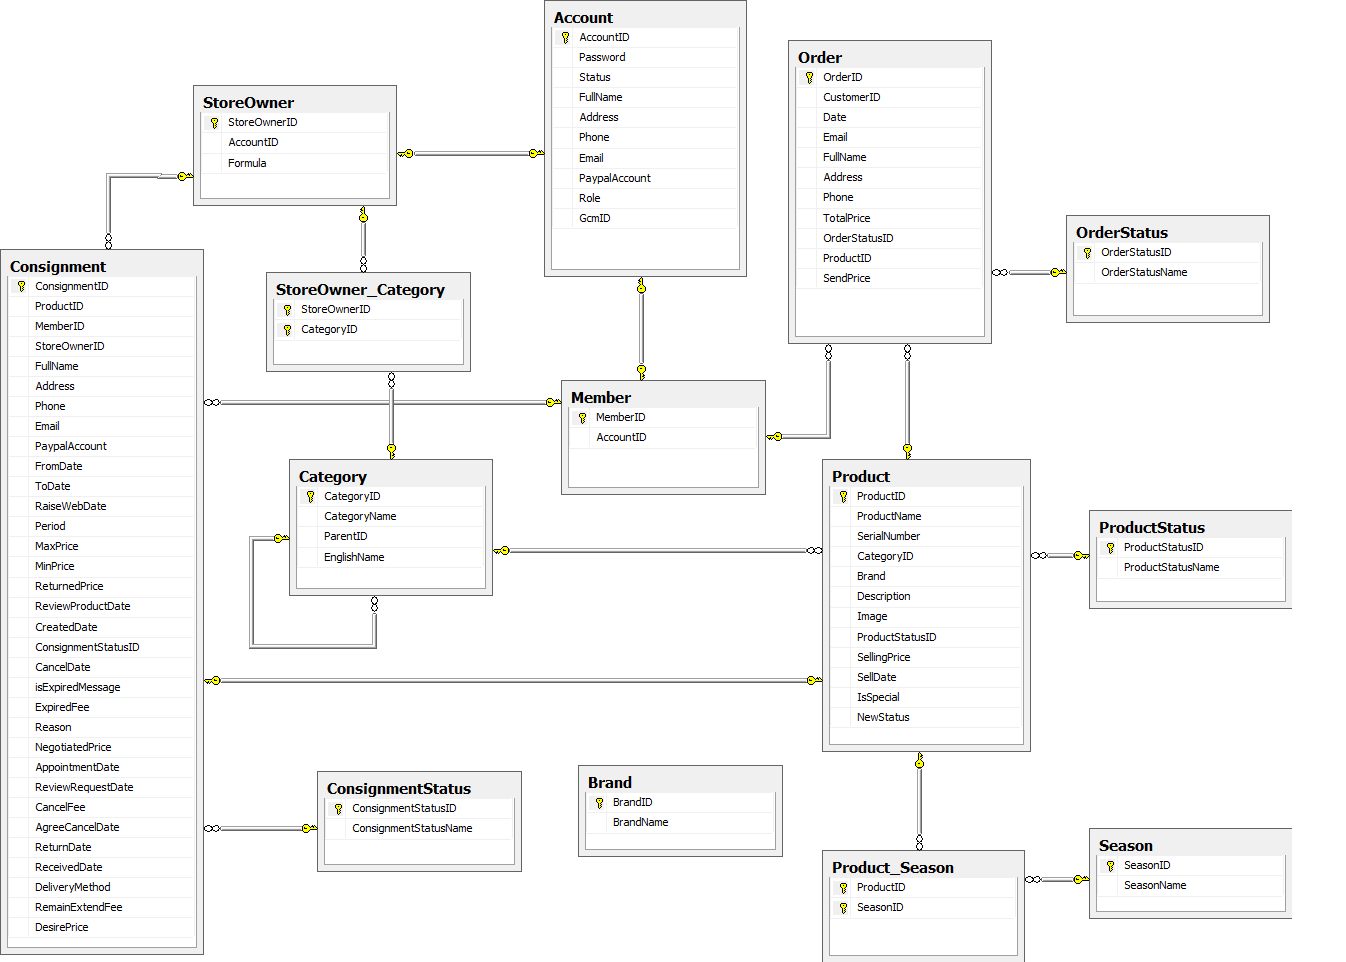 Account
AccountID
Password
Status
FullName
Address
Phone
Email
PaypalAccount
Role
GcmID
Order
OrderID
CustomerID
Date
Email
FullName
Address
Phone
TotalPrice
OrderStatusID
ProductID
SendPrice
StoreOwner
StoreOwnerID
AccountID
Formula
OrderStatus
OrderStatusID
OrderStatusName
Consignment
ConsignmentID
ProductID
MemberID
StoreOwnerID
FullName
Address
Phone
Email
PaypalAccount
FromDate
ToDate
RaiseWebDate
Period
MaxPrice
MinPrice
ReturnedPrice
ReviewProductDate
CreatedDate
ConsignmentStatusID
CancelDate
isExpiredMessage
ExpiredFee
Reason
NegotiatedPrice
AppointmentDate
ReviewRequestDate
CancelFee
AgreeCancelDate
ReturnDate
ReceivedDate
DeliveryMethod
RemainExtendFee
DesirePrice
StoreOwner_Category
StoreOwnerID
CategoryID
Member
MemberID
AccountID
Category
CategoryID
CategoryName
ParentID
EnglishName
Product
ProductID
ProductName
SerialNumber
CategoryID
Brand
Description
Image
ProductStatusID
SellingPrice
SellDate
IsSpecial
NewStatus
ProductStatus
ProductStatusID
ProductStatusName
ConsignmentStatus
ConsignmentStatusID
ConsignmentStatusName
Brand
BrandID
BrandName
Product_Season
ProductID
SeasonID
Season
SeasonID
SeasonName